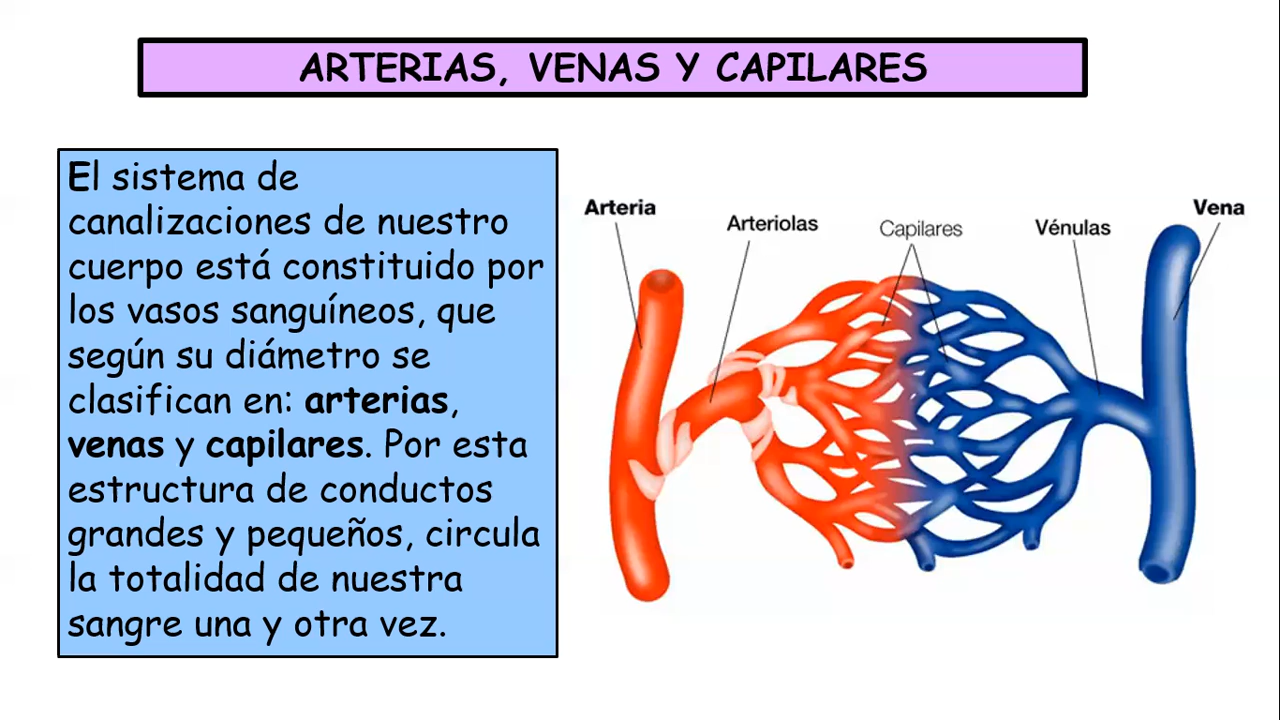 ARTERIAS, VENAS Y CAPILARES
El sistema de
canalizaciones de nuestro
cuerpo está constituido por
los vasos sanguíneos, que
según su diámetro se
clasifican en: arterias,
venas y capilares. Por esta
estructura de conductos
grandes y pequeños, circula
la totalidad de nuestra
sangre una y otra vez.
Arteria
Arteriolas
Capilares
Vénulas
Vena